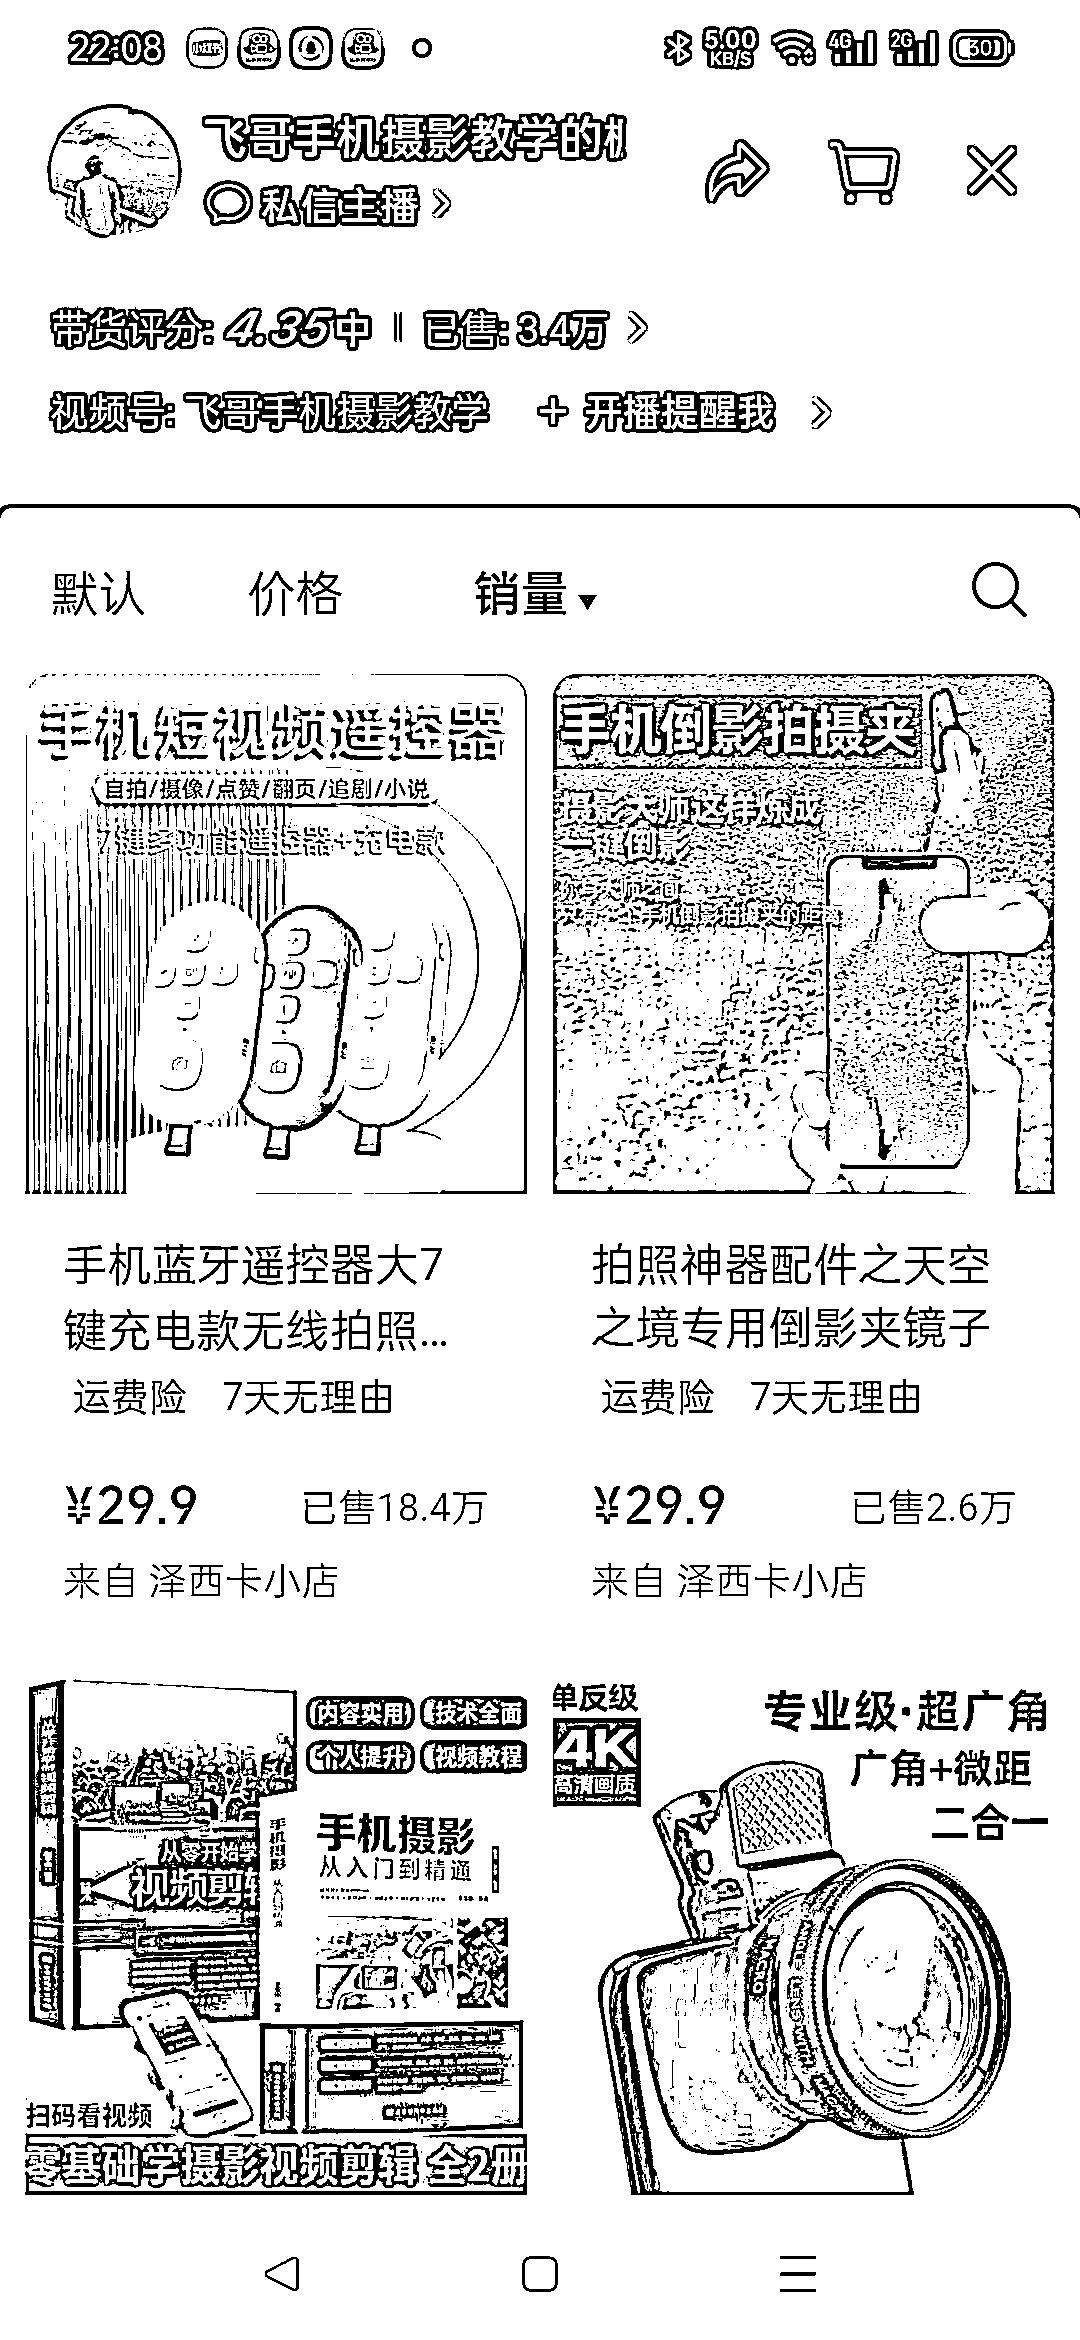 22:08
5.00 KB/S
4G
2G
30
飞哥手机摄影教学的
私信主播
带货评分: 4.35 中
已售: 3.4万
视频号: 飞哥手机摄影教学
+ 开播提醒我
默认
价格
销量
手机短视频遥控器
自拍/摄像/点赞/翻页/追剧/小说
7键多功能遥控器+充电款
手机倒影拍摄夹
摄影大师这样炼成
一键倒影
手机蓝牙遥控器大7
键充电款无线拍照...
运费险 7天无理由
¥29.9
已售18.4万
来自 泽西卡小店
拍照神器配件之天空
之境专用倒影夹镜子
运费险 7天无理由
¥29.9
已售2.6万
来自 泽西卡小店
内容实用
技术全面
个人提升
视频教程
从零开始学
视频剪辑
手机摄影
从入门到精通
手机摄影
从入门到精通
扫码看视频
零基础学摄影视频剪辑 全2册
单反级
4K
高清画质
专业级·超广角
广角+微距
二合一